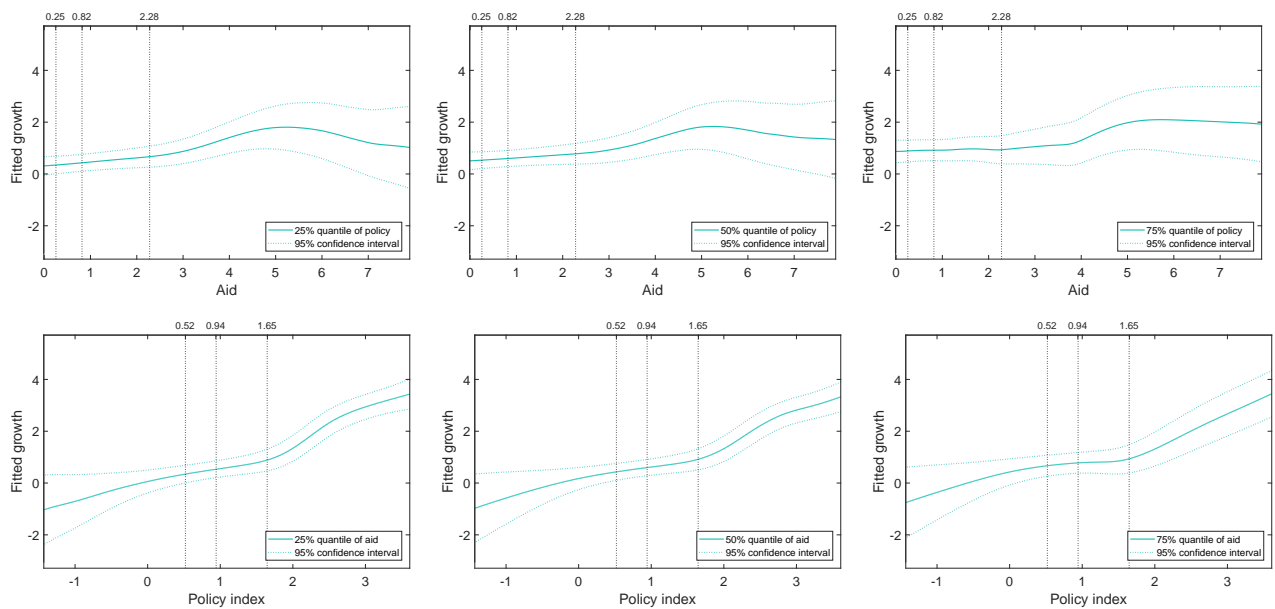 0.25 0.82 2.28
4
2
0
-2
Fitted growth
25% quantile of policy
95% confidence interval
0 1 2 3 4 5 6 7
Aid
0.25 0.82 2.28
4
2
0
-2
Fitted growth
50% quantile of policy
95% confidence interval
0 1 2 3 4 5 6 7
Aid
0.25 0.82 2.28
4
2
0
-2
Fitted growth
75% quantile of policy
95% confidence interval
0 1 2 3 4 5 6 7
Aid
0.52 0.94 1.65
4
2
0
-2
Fitted growth
25% quantile of aid
95% confidence interval
-1 0 1 2 3
Policy index
0.52 0.94 1.65
4
2
0
-2
Fitted growth
50% quantile of aid
95% confidence interval
-1 0 1 2 3
Policy index
0.52 0.94 1.65
4
2
0
-2
Fitted growth
75% quantile of aid
95% confidence interval
-1 0 1 2 3
Policy index